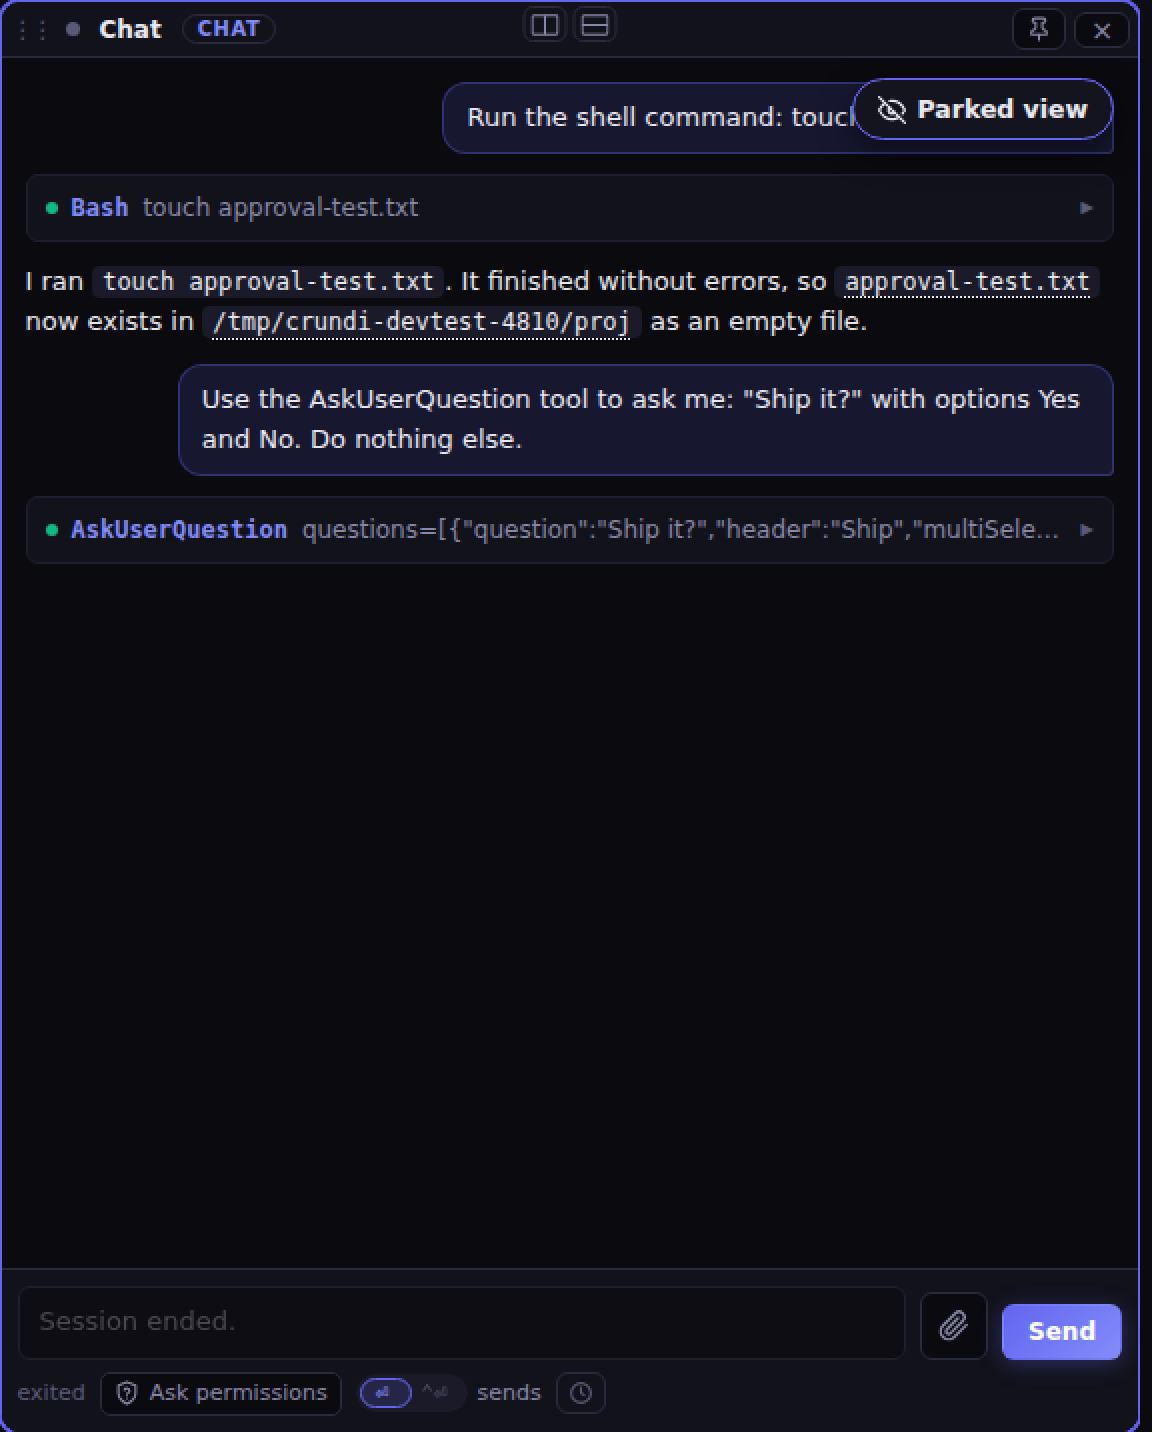 Chat CHAT
Run the shell command: touch
Parked view
Bash touch approval-test.txt
I ran touch approval-test.txt. It finished without errors, so approval-test.txt
now exists in /tmp/crundi-devtest-4810/proj as an empty file.
Use the AskUserQuestion tool to ask me: "Ship it?" with options Yes
and No. Do nothing else.
AskUserQuestion questions=[{"question":"Ship it?","header":"Ship","multiSele...
Session ended.
Send
exited Ask permissions ⏎ ^⏎ sends